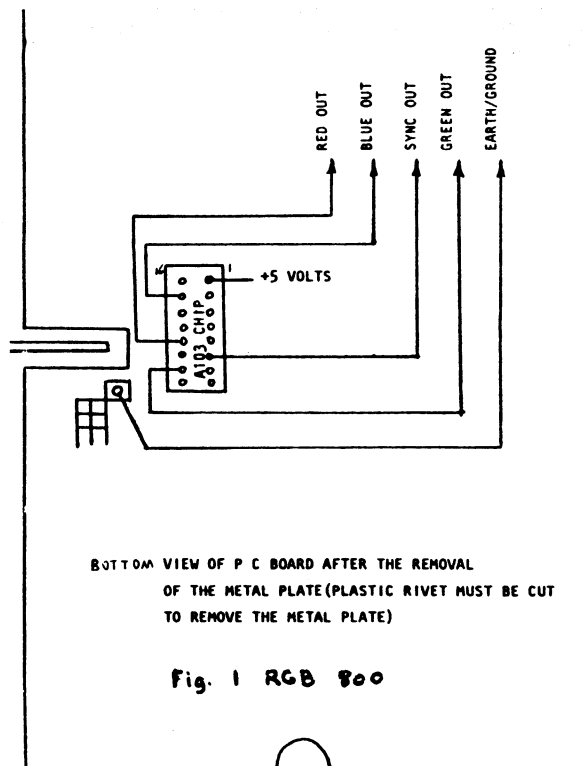 RED OUT
BLUE OUT
SYNC OUT
GREEN OUT
EARTH/GROUND
1
+5 VOLTS
A103 CHIP
BOTTOM VIEW OF P C BOARD AFTER THE REMOVAL
OF THE METAL PLATE(PLASTIC RIVET MUST BE CUT
TO REMOVE THE METAL PLATE)
Fig. 1 RGB 800